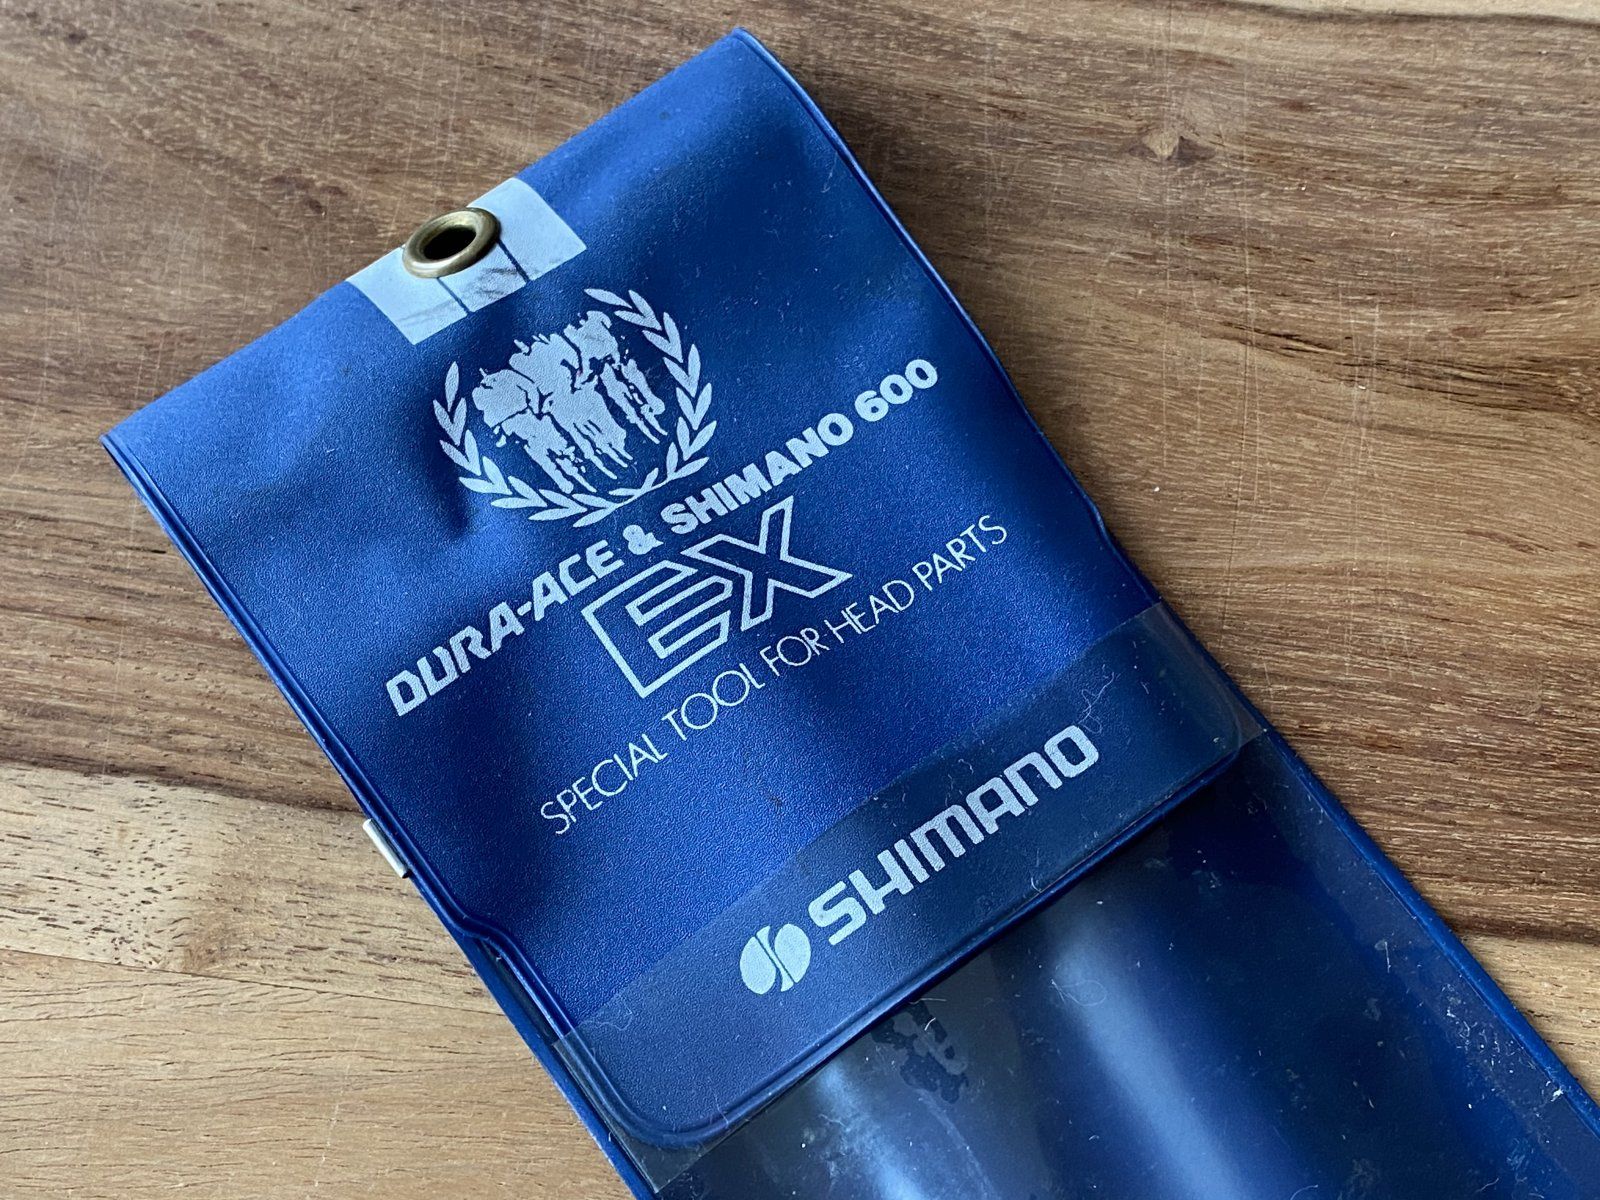 DURA-ACE & SHIMANO 600
EX
SPECIAL TOOL FOR HEAD PARTS
SHIMANO